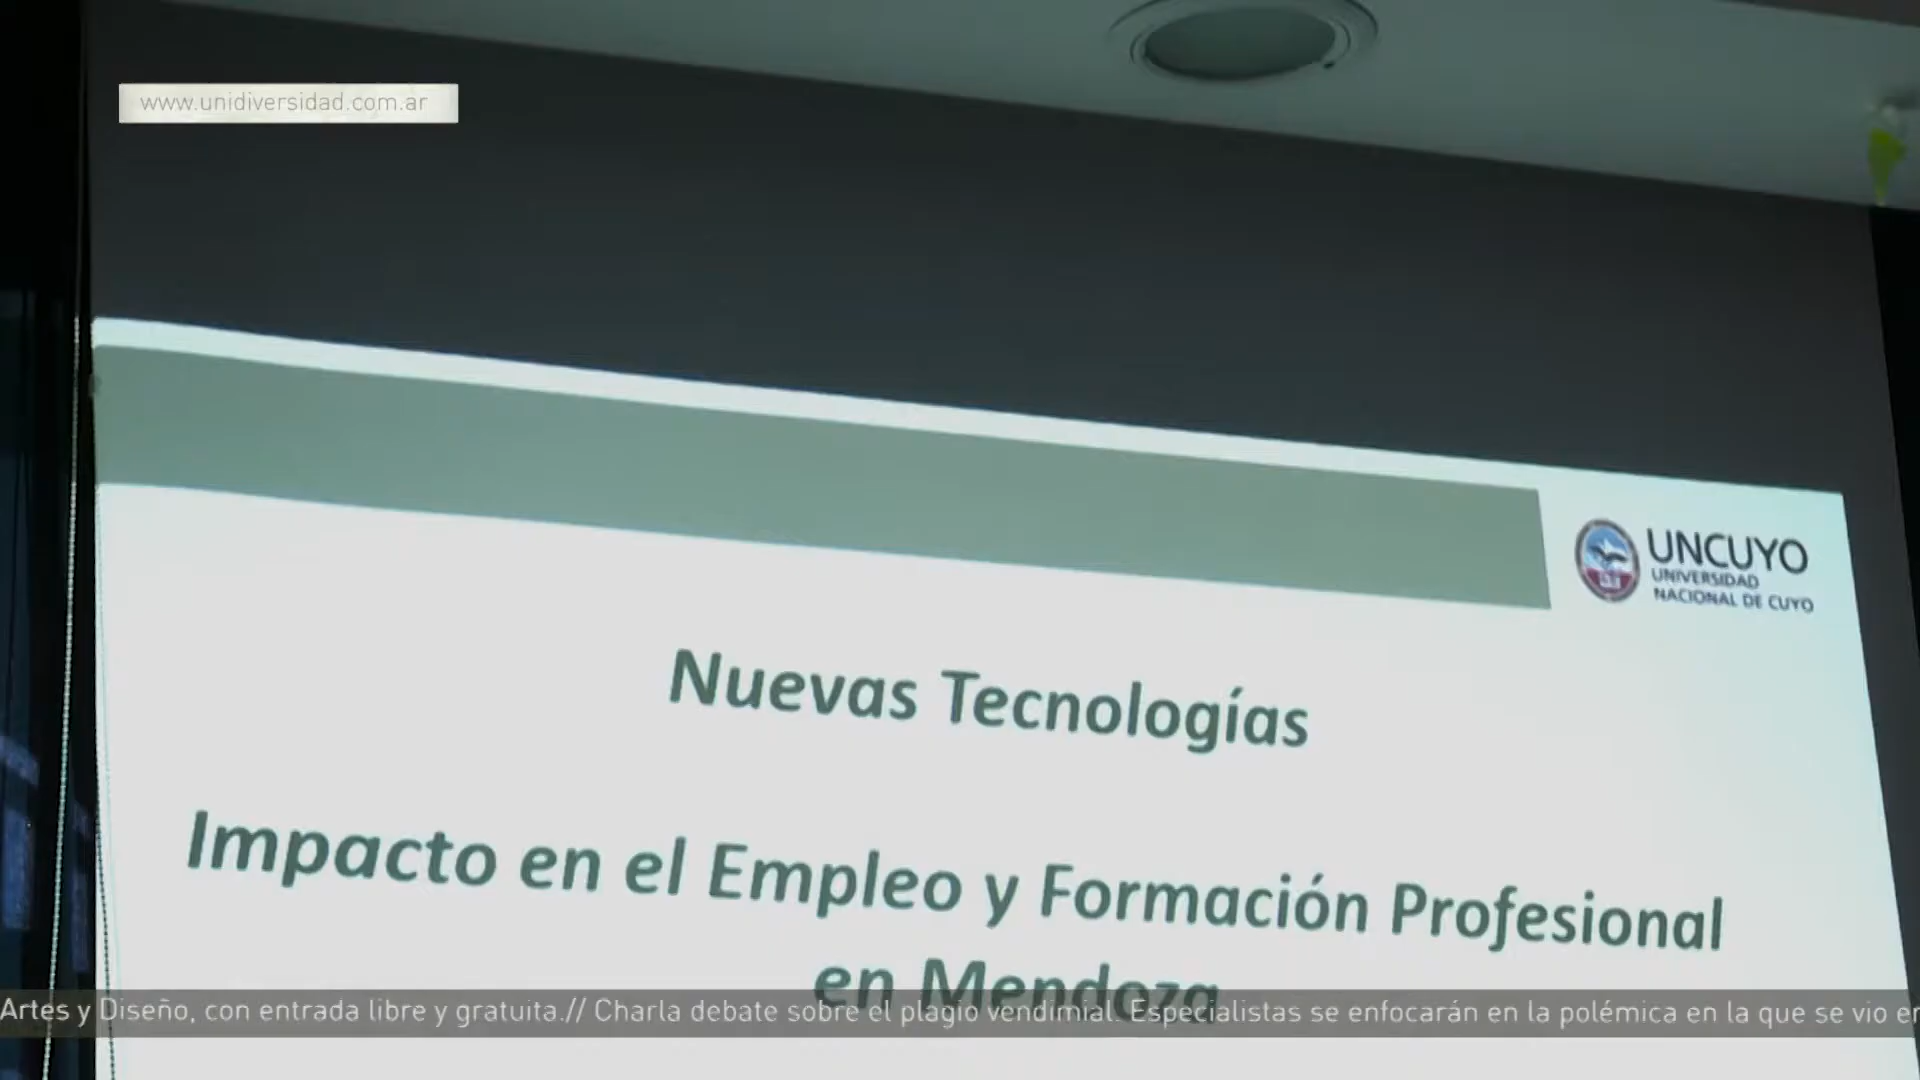 www.unidiversidad.com.ar
UNCUYO
UNIVERSIDAD
NACIONAL DE CUYO
Nuevas Tecnologías
Impacto en el Empleo y Formación Profesional
en Mendoza
Artes y Diseño, con entrada libre y gratuita.// Charla debate sobre el plagio vendimial. Especialistas se enfocarán en la polémica en la que se vio